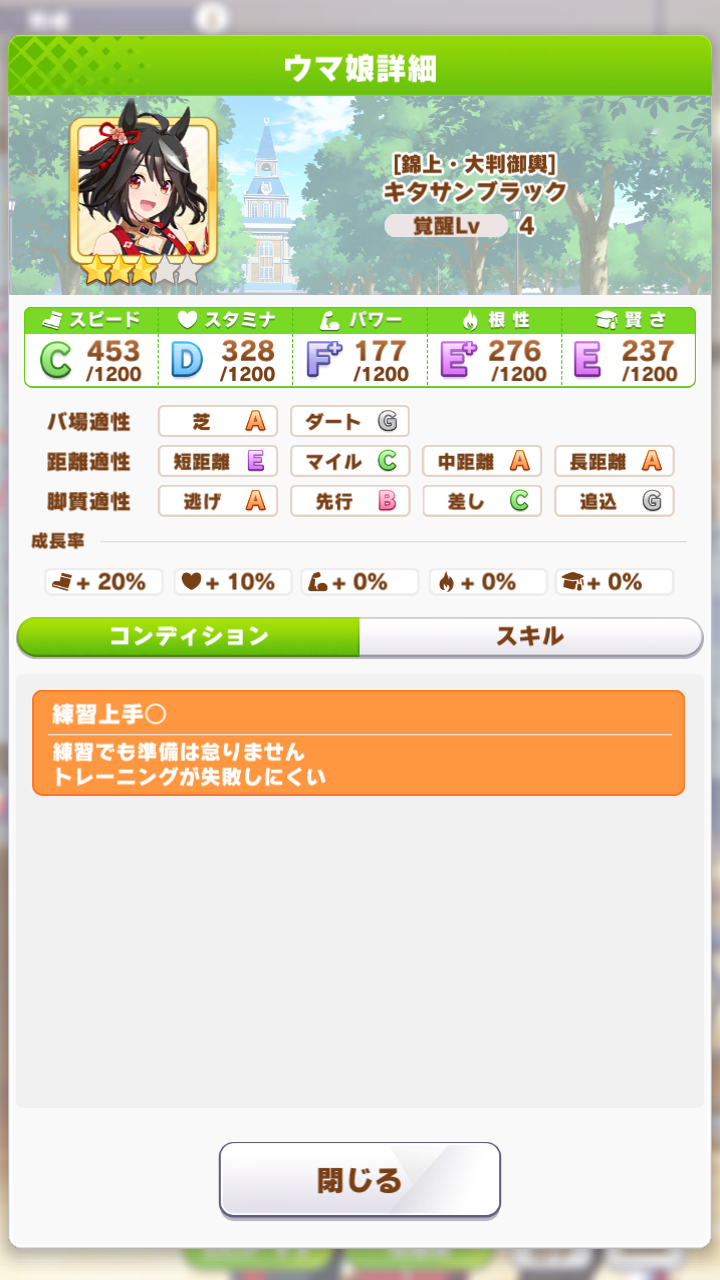 ウマ娘詳細
[錦上・大判御輿]
キタサンブラック
覚醒Lv 4
スピード スタミナ パワー 根性 賢さ
C 453 D 328 F+ 177 E+ 276 E 237
/1200 /1200 /1200 /1200 /1200
バ場適性 芝 A ダート G
距離適性 短距離 E マイル C 中距離 A 長距離 A
脚質適性 逃げ A 先行 B 差し C 追込 G
成長率
+ 20% + 10% + 0% + 0% + 0%
コンディション スキル
練習上手○
練習でも準備は怠りません
トレーニングが失敗しにくい
閉じる